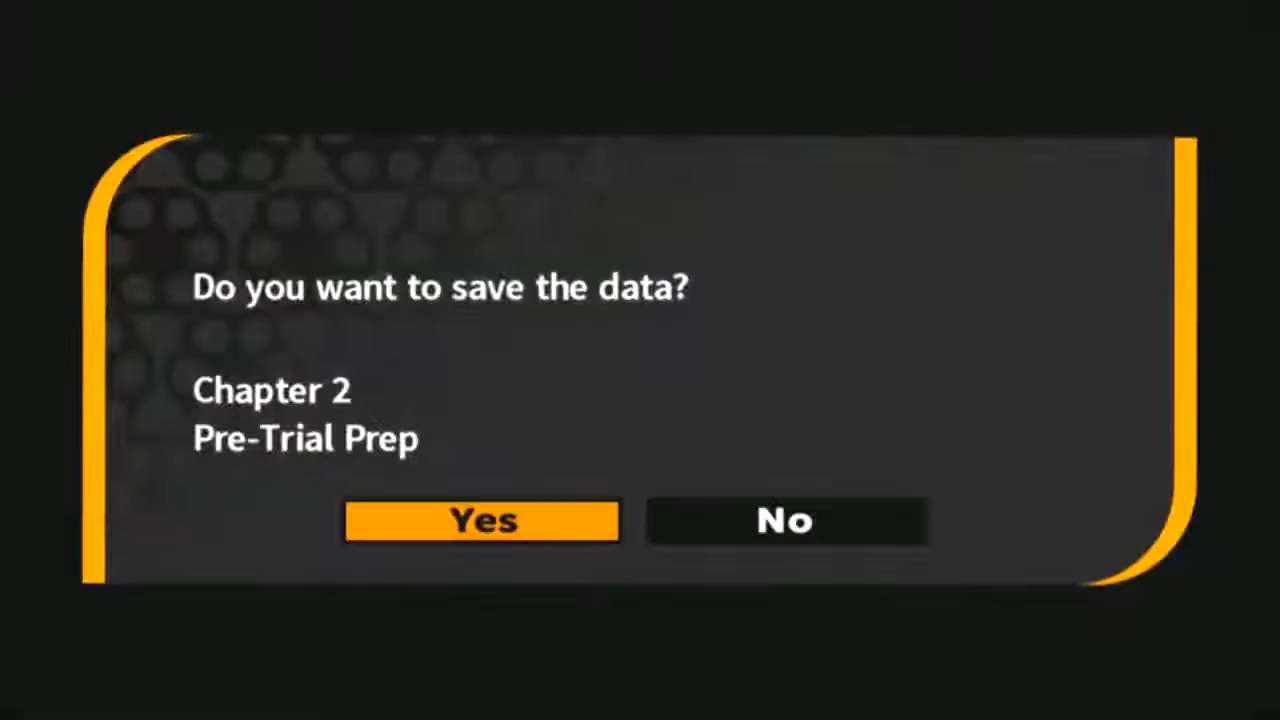 Do you want to save the data?
Chapter 2
Pre-Trial Prep
Yes
No